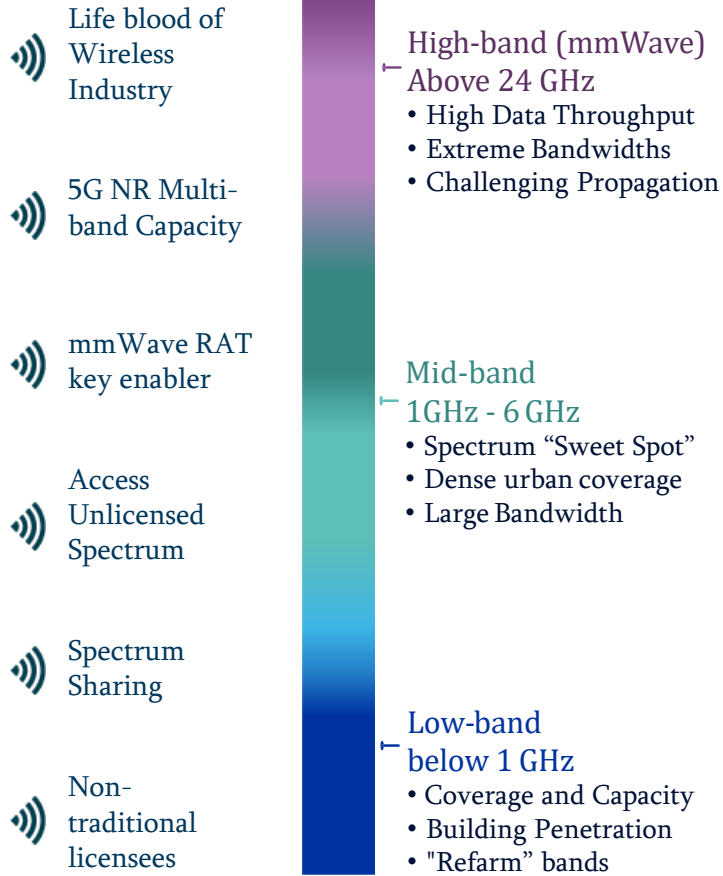 Life blood of
Wireless
Industry
5G NR Multi-
band Capacity
mmWave RAT
key enabler
Access
Unlicensed
Spectrum
Spectrum
Sharing
Non-
traditional
licensees
High-band (mmWave)
Above 24 GHz
• High Data Throughput
• Extreme Bandwidths
• Challenging Propagation
Mid-band
1GHz - 6 GHz
• Spectrum “Sweet Spot”
• Dense urban coverage
• Large Bandwidth
Low-band
below 1 GHz
• Coverage and Capacity
• Building Penetration
• "Refarm” bands